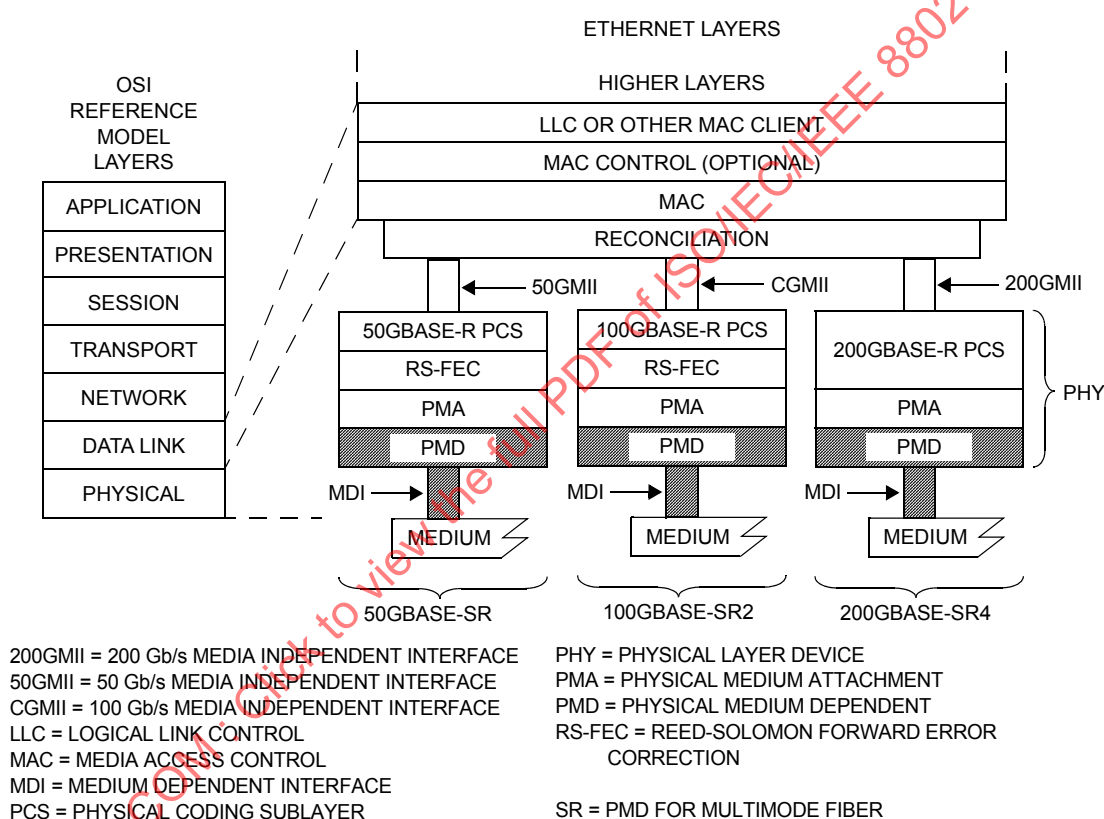 ETHERNET LAYERS
OSI
REFERENCE
MODEL
LAYERS
HIGHER LAYERS
LLC OR OTHER MAC CLIENT
MAC CONTROL (OPTIONAL)
MAC
RECONCILIATION
APPLICATION
PRESENTATION
SESSION
TRANSPORT
NETWORK
DATA LINK
PHYSICAL
50GMII
CGMII
200GMII
50GBASE-R PCS
RS-FEC
PMA
PMD
MDI
MEDIUM
50GBASE-SR
100GBASE-R PCS
RS-FEC
PMA
PMD
MDI
MEDIUM
100GBASE-SR2
200GBASE-R PCS
PMA
PMD
MDI
MEDIUM
200GBASE-SR4
PHY
200GMII = 200 Gb/s MEDIA INDEPENDENT INTERFACE
50GMII = 50 Gb/s MEDIA INDEPENDENT INTERFACE
CGMII = 100 Gb/s MEDIA INDEPENDENT INTERFACE
LLC = LOGICAL LINK CONTROL
MAC = MEDIA ACCESS CONTROL
MDI = MEDIUM DEPENDENT INTERFACE
PCS = PHYSICAL CODING SUBLAYER
PHY = PHYSICAL LAYER DEVICE
PMA = PHYSICAL MEDIUM ATTACHMENT
PMD = PHYSICAL MEDIUM DEPENDENT
RS-FEC = REED-SOLOMON FORWARD ERROR
CORRECTION
SR = PMD FOR MULTIMODE FIBER
COM : Click to view the full PDF of ISO/IEC/IEEE 8802